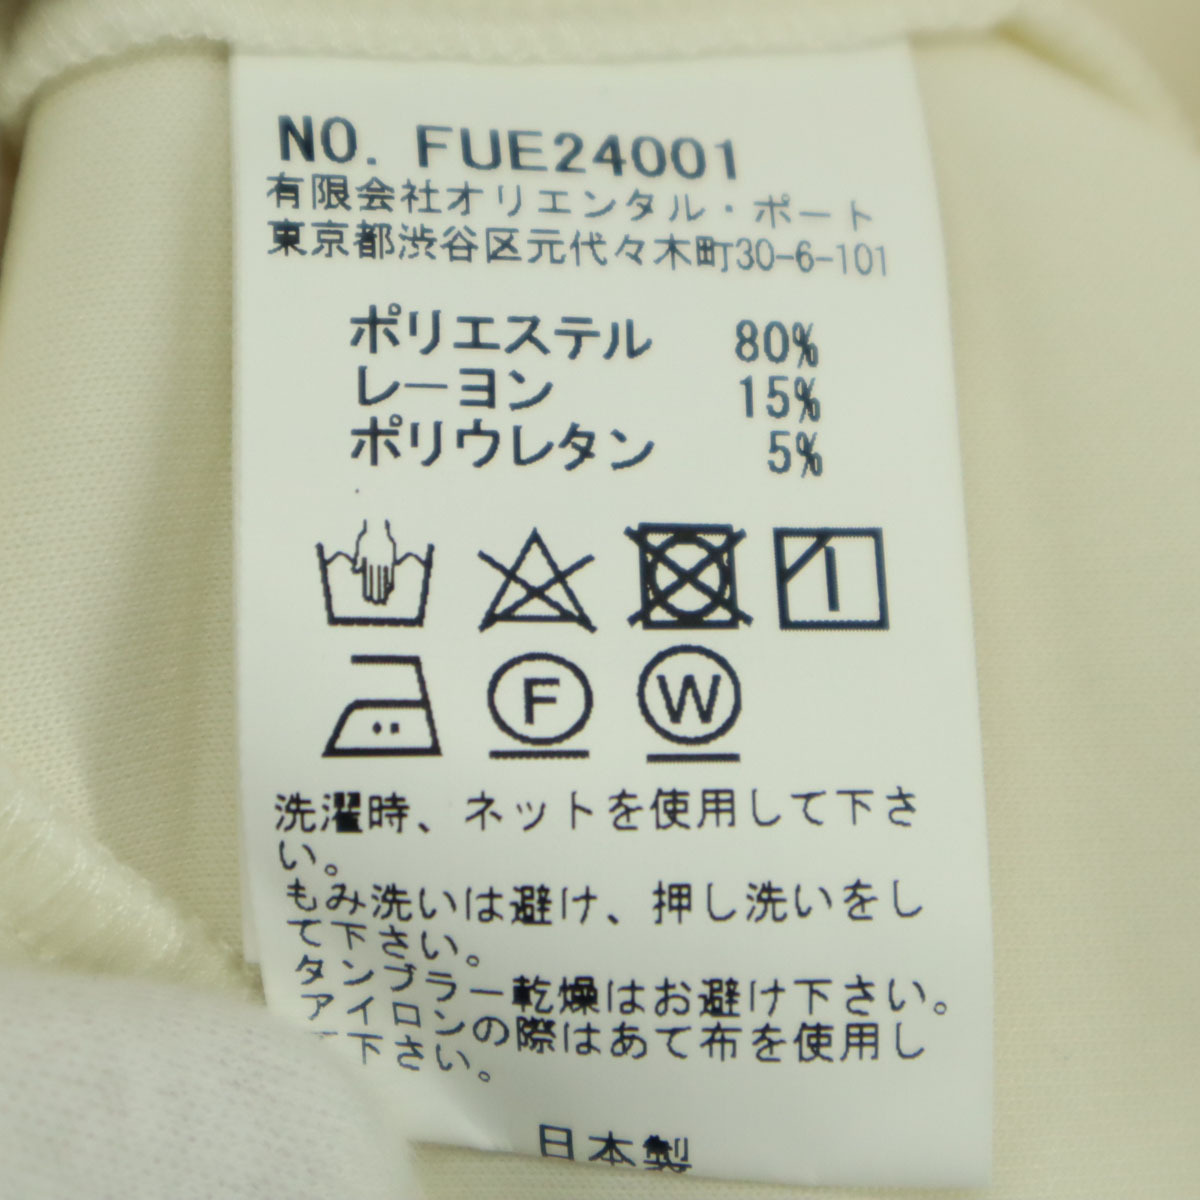 NO. FUE24001
有限会社オリエンタル・ポート
東京都渋谷区元代々木町30-6-101
ポリエステル 80%
レーヨン 15%
ポリウレタン 5%
F W
洗濯時、ネットを使用して下さ
い。
もみ洗いは避け、押し洗いをし
て下さい。
タンブラー乾燥はお避け下さい。
アイロンの際はあて布を使用し
て下さい。
日本製